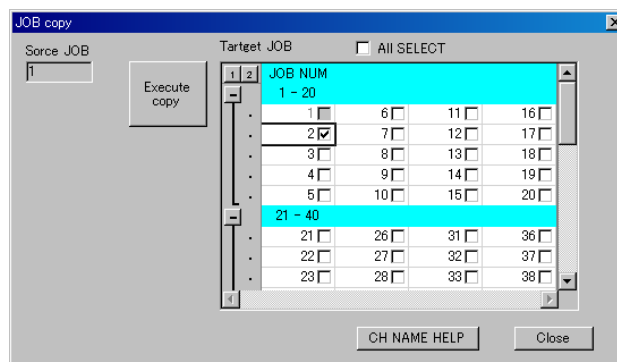 JOB copy
Sorce JOB
1
Execute
copy
Tartget JOB
All SELECT
1 2 JOB NUM
1 - 20
1 6 11 16
2 7 12 17
3 8 13 18
4 9 14 19
5 10 15 20
21 - 40
21 26 31 36
22 27 32 37
23 28 33 38
CH NAME HELP
Close